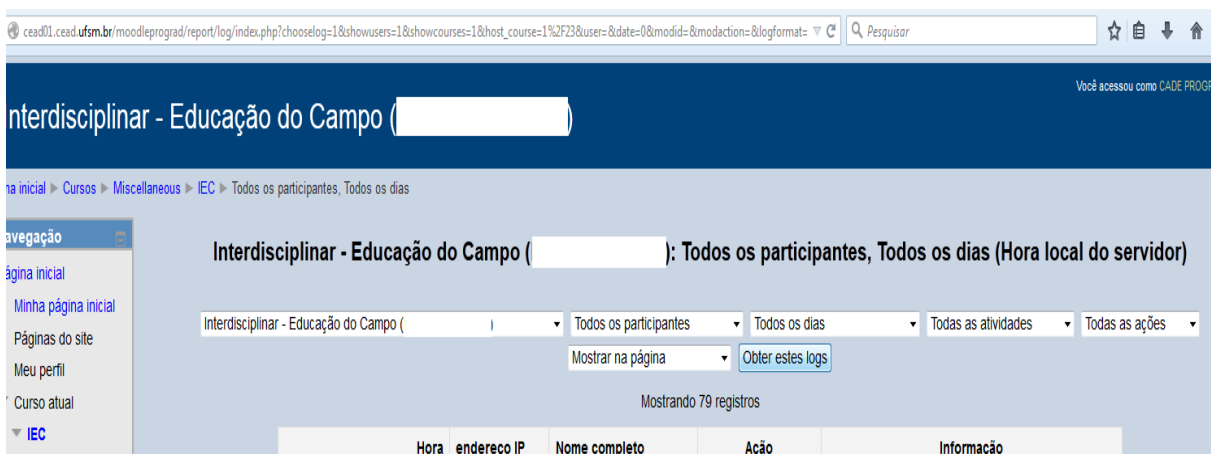 cead01.cead.ufsm.br/moodleprograd/report/log/index.php?chooselog=1&showusers=1&showcourses=1&host_course=1%2F23&user=&date=0&modid=&modaction=&logformat=
Pesquisar
Você acessou como CADE PROGR
nterdisciplinar - Educação do Campo ( )
na inicial ▶ Cursos ▶ Miscellaneous ▶ IEC ▶ Todos os participantes, Todos os dias
avegação
Interdisciplinar - Educação do Campo ( ): Todos os participantes, Todos os dias (Hora local do servidor)
ágina inicial
Minha página inicial
Páginas do site
Meu perfil
Curso atual
IEC
Interdisciplinar - Educação do Campo ( ) Todos os participantes Todos os dias Todas as atividades Todas as ações
Mostrar na página Obter estes logs
Mostrando 79 registros
Hora endereço IP Nome completo Ação Informação